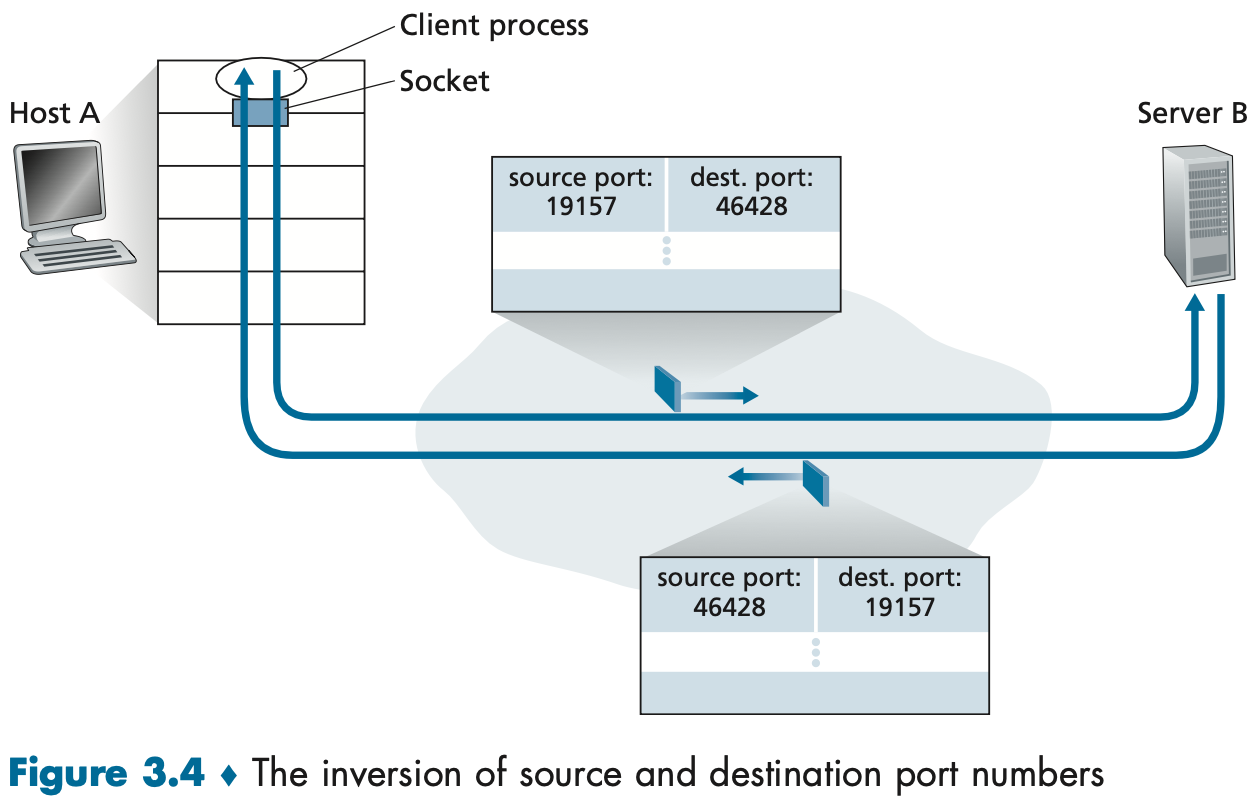 Client process
Socket
Host A
Server B
source port:
19157
dest. port:
46428
source port:
46428
dest. port:
19157
Figure 3.4 ♦ The inversion of source and destination port numbers